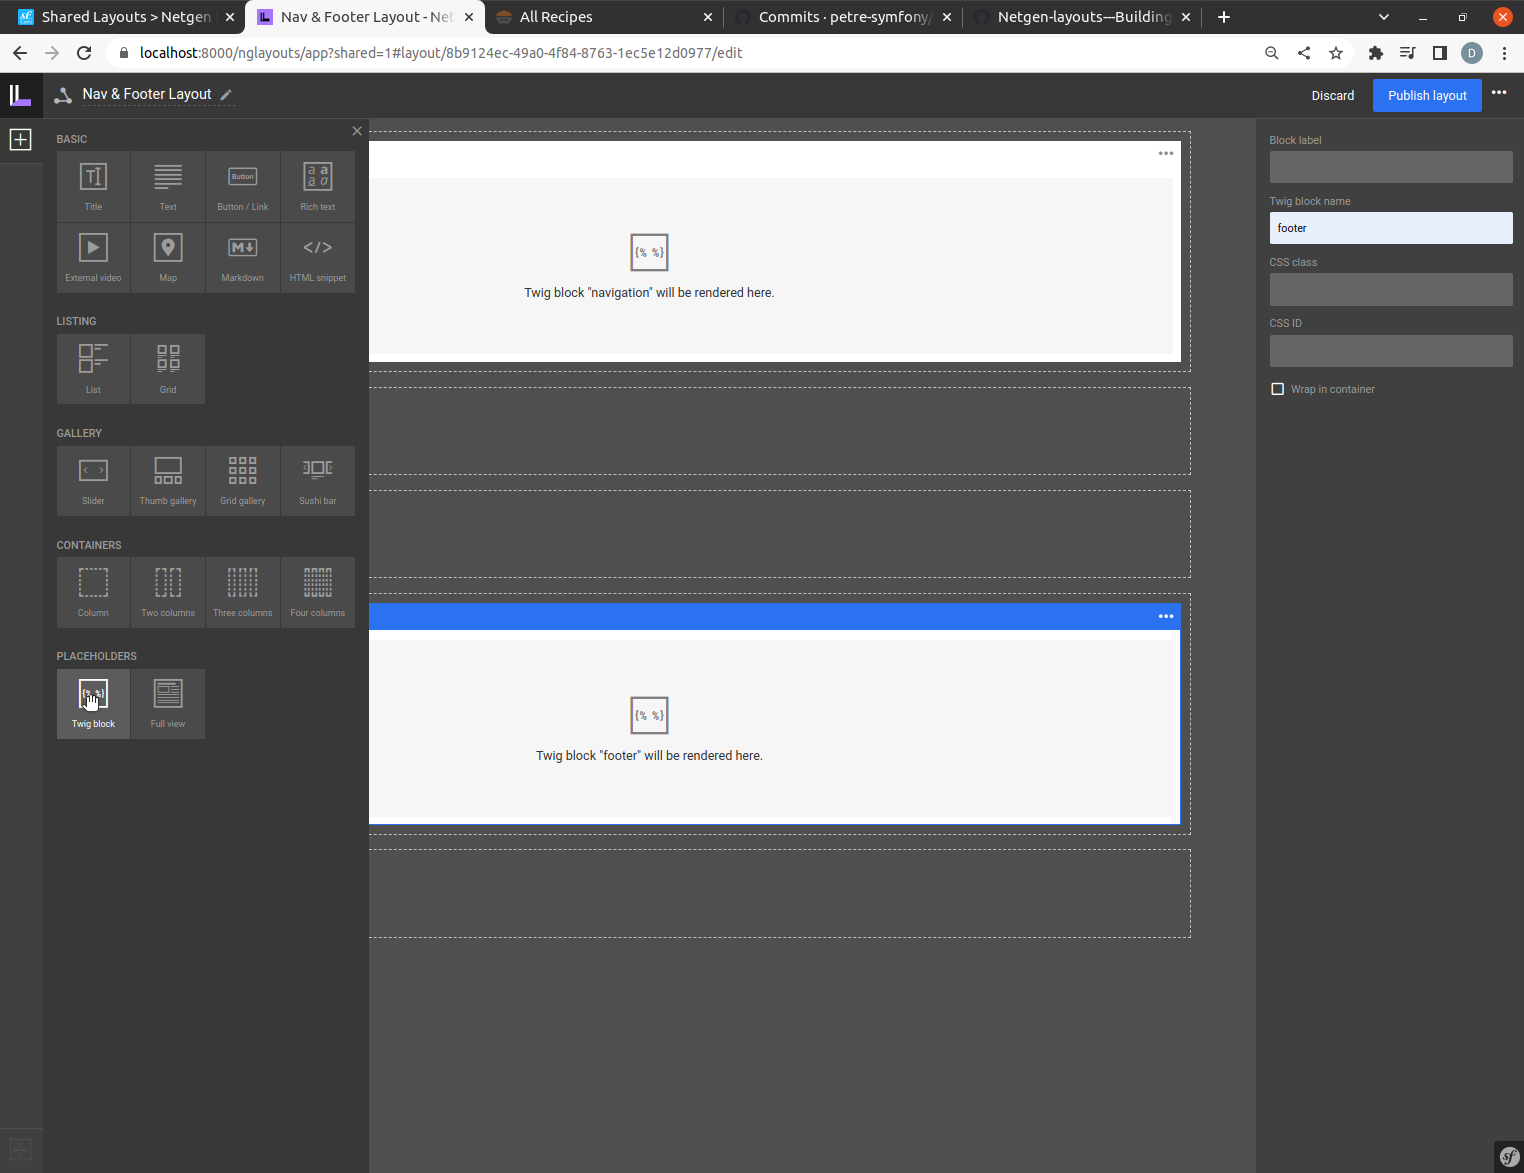 Shared Layouts > Netgen
Nav & Footer Layout - Net
All Recipes
Commits · petre-symfony/
Netgen-layouts---Building
localhost:8000/nglayouts/app?shared=1#layout/8b9124ec-49a0-4f84-8763-1ec5e12d0977/edit
D
Nav & Footer Layout
Discard
Publish layout
BASIC
Title
Text
Button
Button / Link
Rich text
External video
Map
Markdown
HTML snippet
LISTING
List
Grid
GALLERY
Slider
Thumb gallery
Grid gallery
Sushi bar
CONTAINERS
Column
Two columns
Three columns
Four columns
PLACEHOLDERS
Twig block
Full view
{% %}
Twig block "navigation" will be rendered here.
{% %}
Twig block "footer" will be rendered here.
Block label
Twig block name
footer
CSS class
CSS ID
Wrap in container